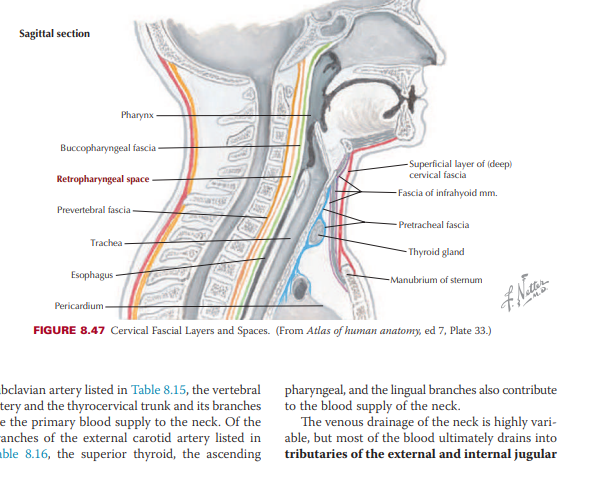 Sagittal section
Pharynx
Buccopharyngeal fascia
Retropharyngeal space
Prevertebral fascia
Trachea
Esophagus
Pericardium
Superficial layer of (deep)
cervical fascia
Fascia of infrahyoid mm.
Pretracheal fascia
Thyroid gland
Manubrium of sternum
f. Netter
M.D.
FIGURE 8.47 Cervical Fascial Layers and Spaces. (From Atlas of human anatomy, ed 7, Plate 33.)
bclavian artery listed in Table 8.15, the vertebral
tery and the thyrocervical trunk and its branches
e the primary blood supply to the neck. Of the
ranches of the external carotid artery listed in
ble 8.16, the superior thyroid, the ascending
pharyngeal, and the lingual branches also contribute
to the blood supply of the neck.
The venous drainage of the neck is highly vari-
able, but most of the blood ultimately drains into
tributaries of the external and internal jugular